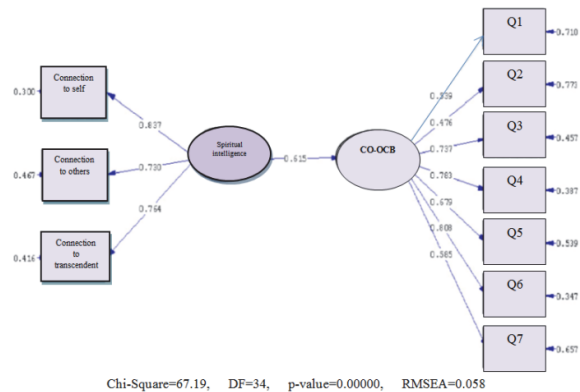 Q1
0.710
Connection
to self
0.300
0.837
0.476
Q2
0.773
Q3
0.457
0.737
Spiritual
intelligence
0.615
CO-OCB
Connection
to others
0.467
0.730
0.783
Q4
0.387
0.764
0.679
Q5
0.539
Connection
to
transcendent
0.416
0.808
0.585
Q6
0.347
Q7
0.657
Chi-Square=67.19, DF=34, p-value=0.00000, RMSEA=0.058